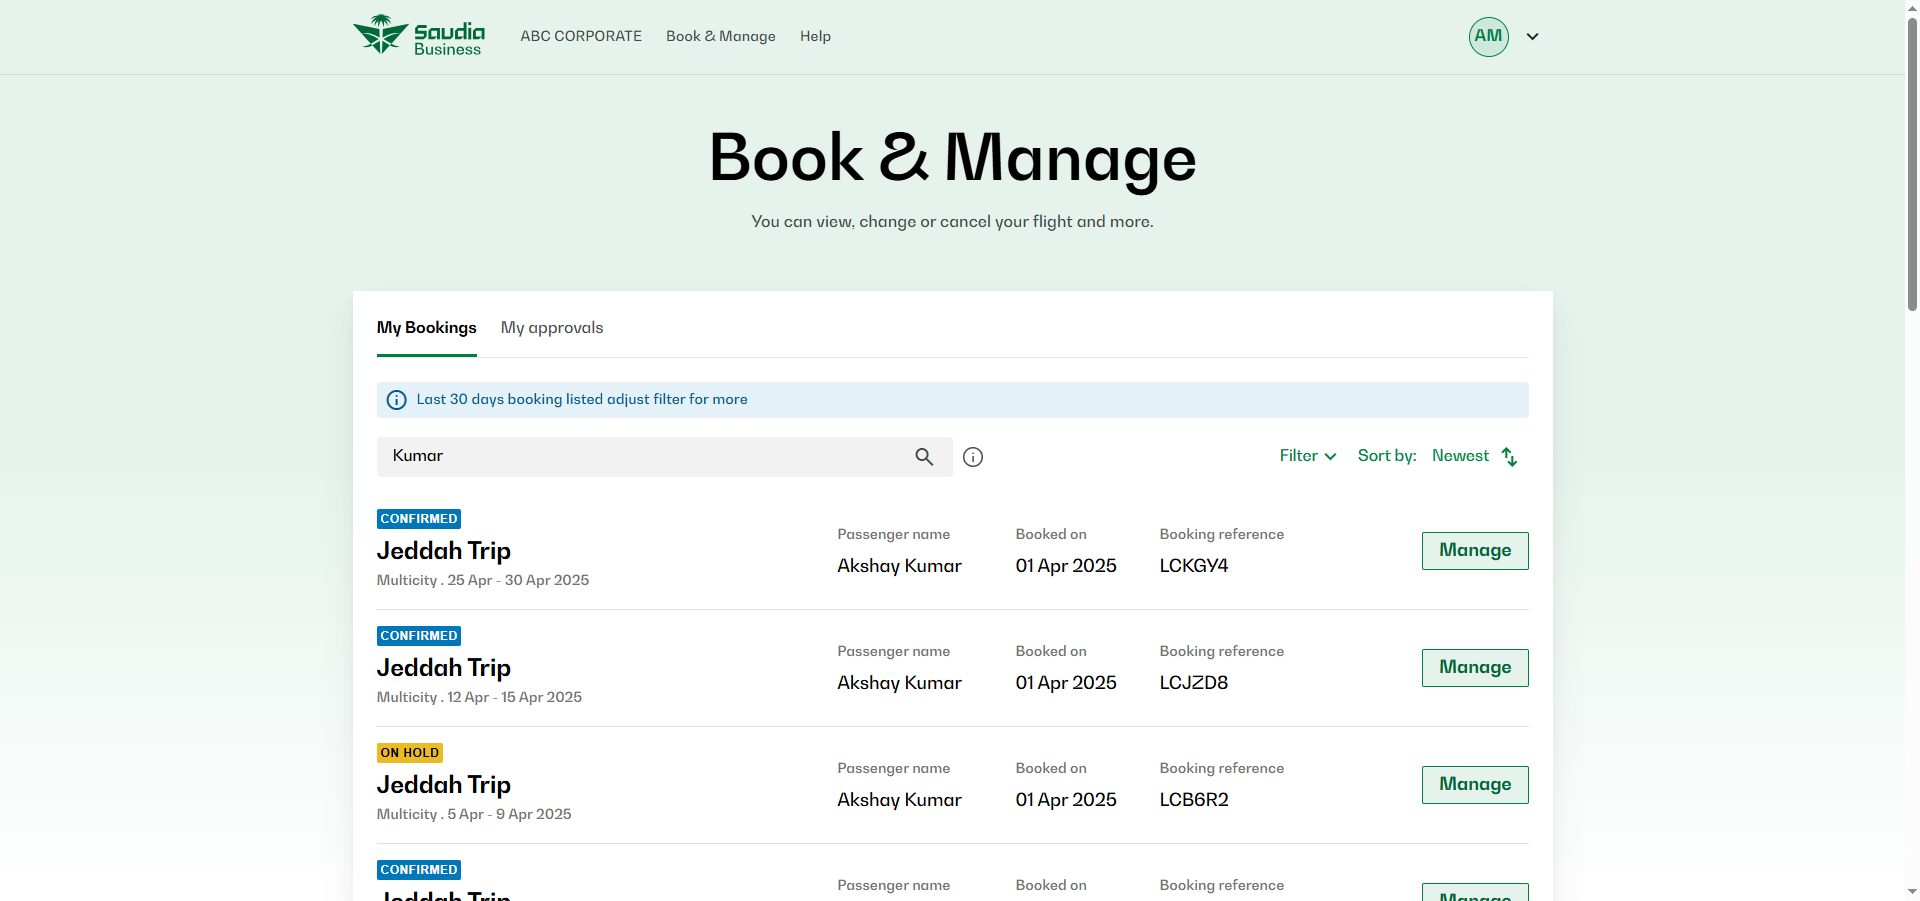 Saudia
Business
ABC CORPORATE
Book & Manage
Help
AM
Book & Manage
You can view, change or cancel your flight and more.
My Bookings
My approvals
Last 30 days booking listed adjust filter for more
Kumar
Filter
Sort by:
Newest
CONFIRMED
Jeddah Trip
Multicity . 25 Apr - 30 Apr 2025
Passenger name
Akshay Kumar
Booked on
01 Apr 2025
Booking reference
LCKGY4
Manage
CONFIRMED
Jeddah Trip
Multicity . 12 Apr - 15 Apr 2025
Passenger name
Akshay Kumar
Booked on
01 Apr 2025
Booking reference
LCJZD8
Manage
ON HOLD
Jeddah Trip
Multicity . 5 Apr - 9 Apr 2025
Passenger name
Akshay Kumar
Booked on
01 Apr 2025
Booking reference
LCB6R2
Manage
CONFIRMED
Jeddah Trip
Passenger name
Booked on
Booking reference
Manage